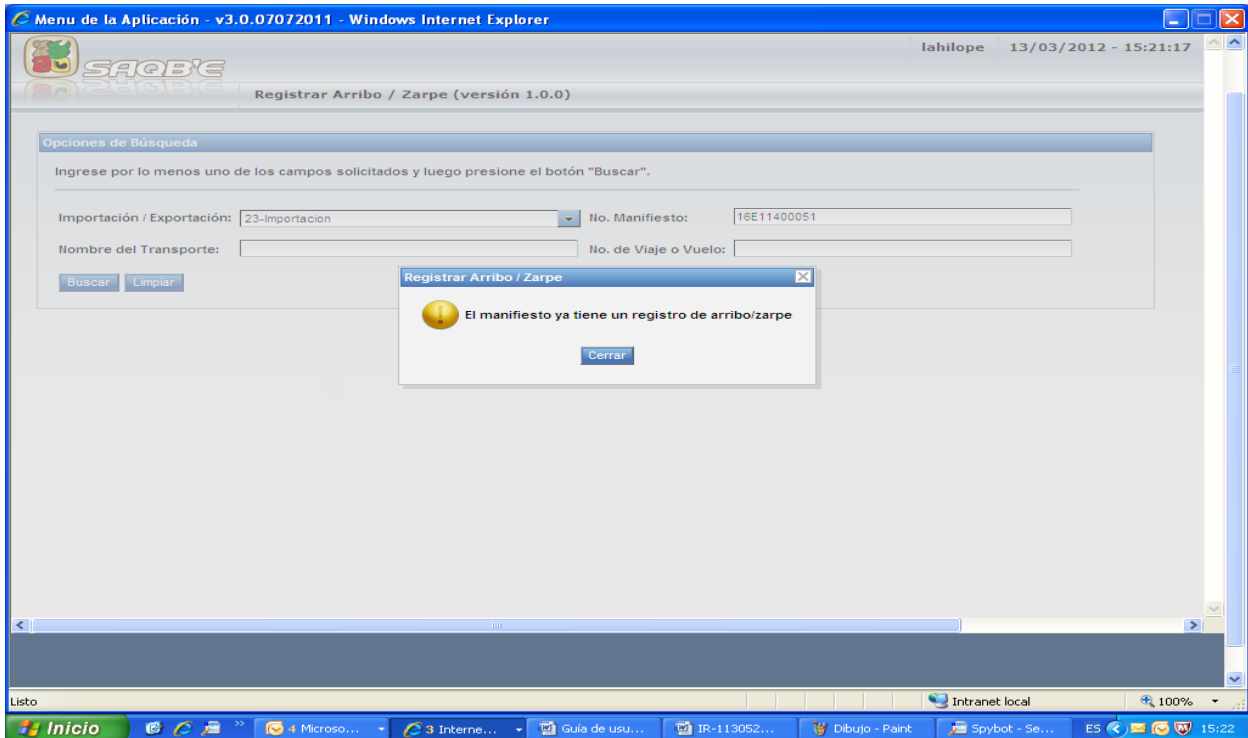 Menu de la Aplicación - v3.0.07072011 - Windows Internet Explorer
lahilope 13/03/2012 - 15:21:17
SAQB'E
Registrar Arribo / Zarpe (versión 1.0.0)
Opciones de Búsqueda
Ingrese por lo menos uno de los campos solicitados y luego presione el botón "Buscar".
Importación / Exportación: 23-Importacion No. Manifiesto: 16E11400051
Nombre del Transporte: No. de Viaje o Vuelo:
Buscar Limpiar
Registrar Arribo / Zarpe
El manifiesto ya tiene un registro de arribo/zarpe
Cerrar
Listo Intranet local 100%
Inicio 4 Microso... 3 Interne... Guía de usu... IR-113052... Dibujo - Paint Spybot - Se... ES 15:22